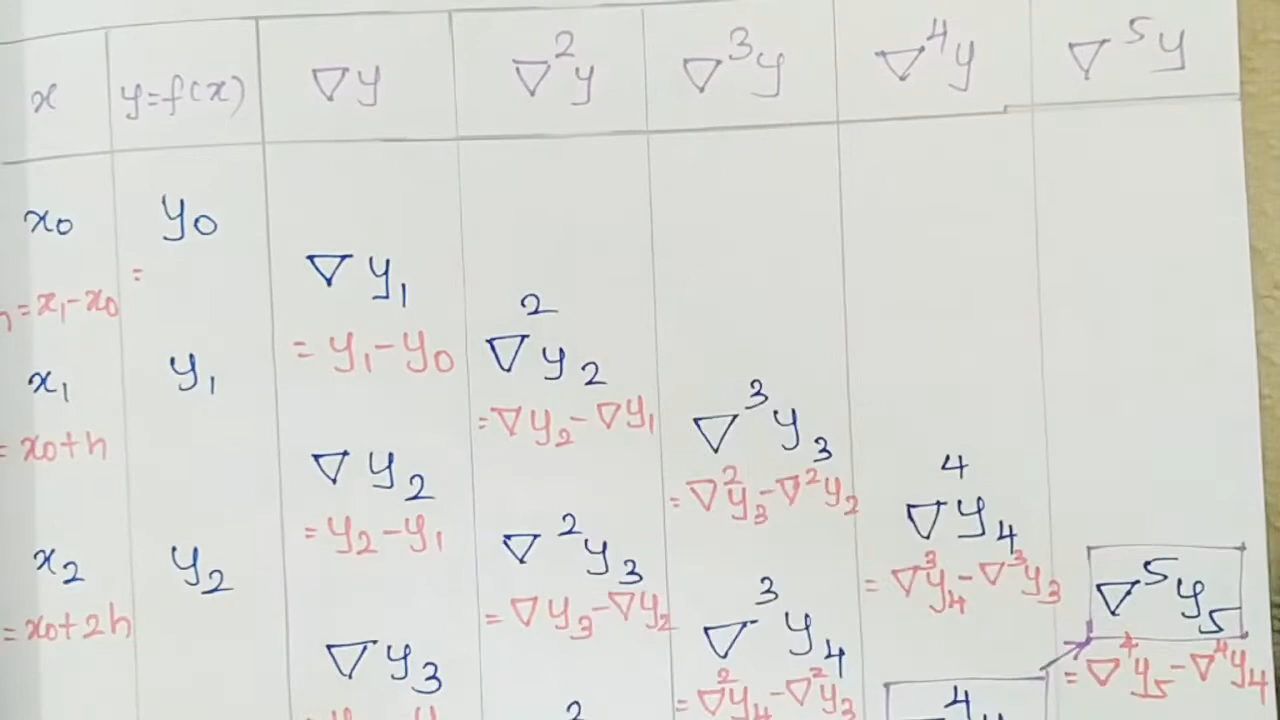 x y=f(x) ∇y ∇²y ∇³y ∇⁴y ∇⁵y
x₀ y₀
=
∇y₁
h=x₁-x₀
∇²y₂
=y₁-y₀
x₁ y₁
=∇y₂-∇y₁
∇³y₃
=x₀+h
∇y₂
=∇²y₃-∇²y₂
∇⁴y₄
=y₂-y₁
x₂ y₂
∇²y₃
=∇³y₄-∇³y₃
∇⁵y₅
=x₀+2h
=∇y₃-∇y₂
∇³y₄
∇y₃
=∇⁴y₅-∇⁴y₄
=∇²y₄-∇²y₃